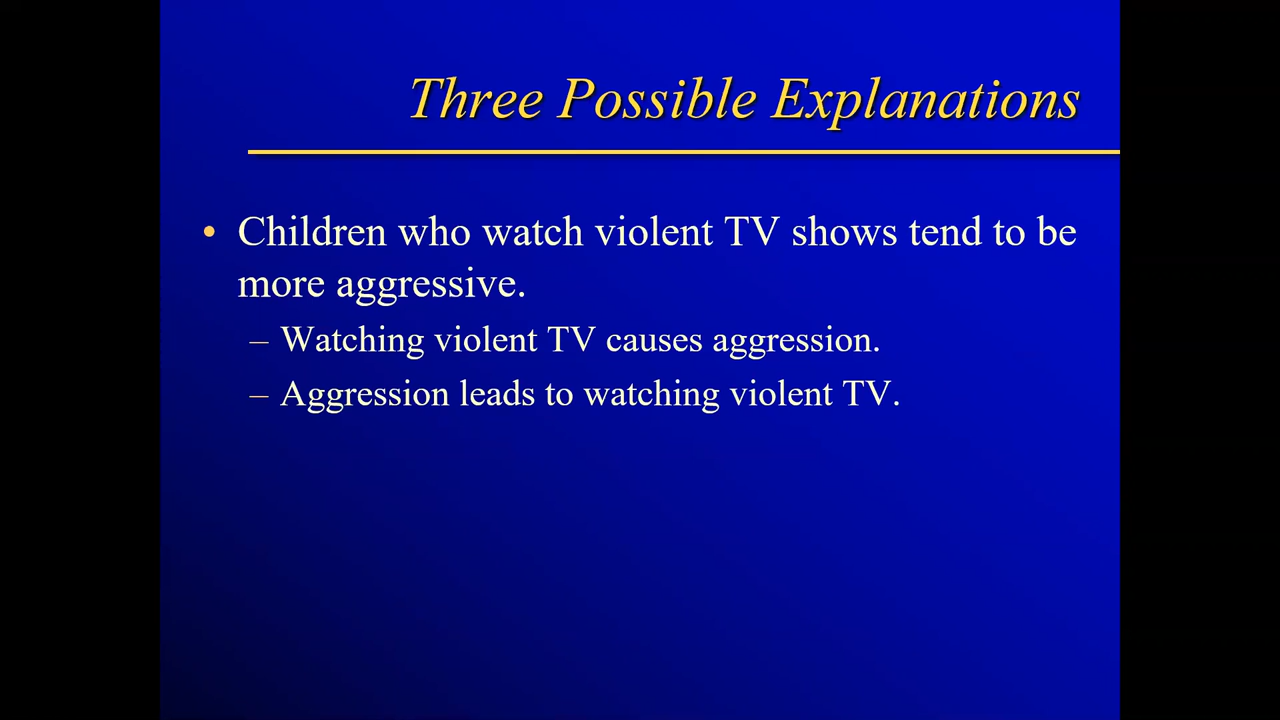 Three Possible Explanations
• Children who watch violent TV shows tend to be
more aggressive.
– Watching violent TV causes aggression.
– Aggression leads to watching violent TV.